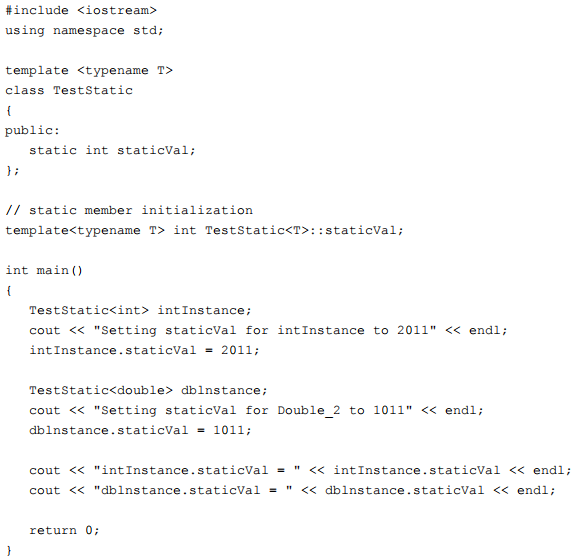 #include <iostream>
using namespace std;
template <typename T>
class TestStatic
{
public:
static int staticVal;
};
// static member initialization
template<typename T> int TestStatic<T>::staticVal;
int main()
{
TestStatic<int> intInstance;
cout << "Setting staticVal for intInstance to 2011" << endl;
intInstance.staticVal = 2011;
TestStatic<double> dblnstance;
cout << "Setting staticVal for Double_2 to 1011" << endl;
dblnstance.staticVal = 1011;
cout << "intInstance.staticVal = " << intInstance.staticVal << endl;
cout << "dblnstance.staticVal = " << dblnstance.staticVal << endl;
return 0;
}